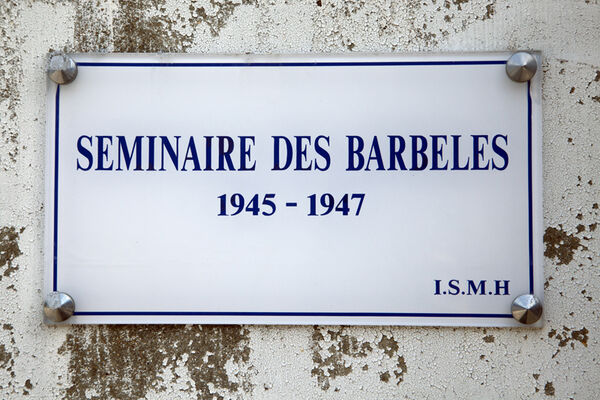 SEMINAIRE DES BARBELES
1945 - 1947
I.S.M.H